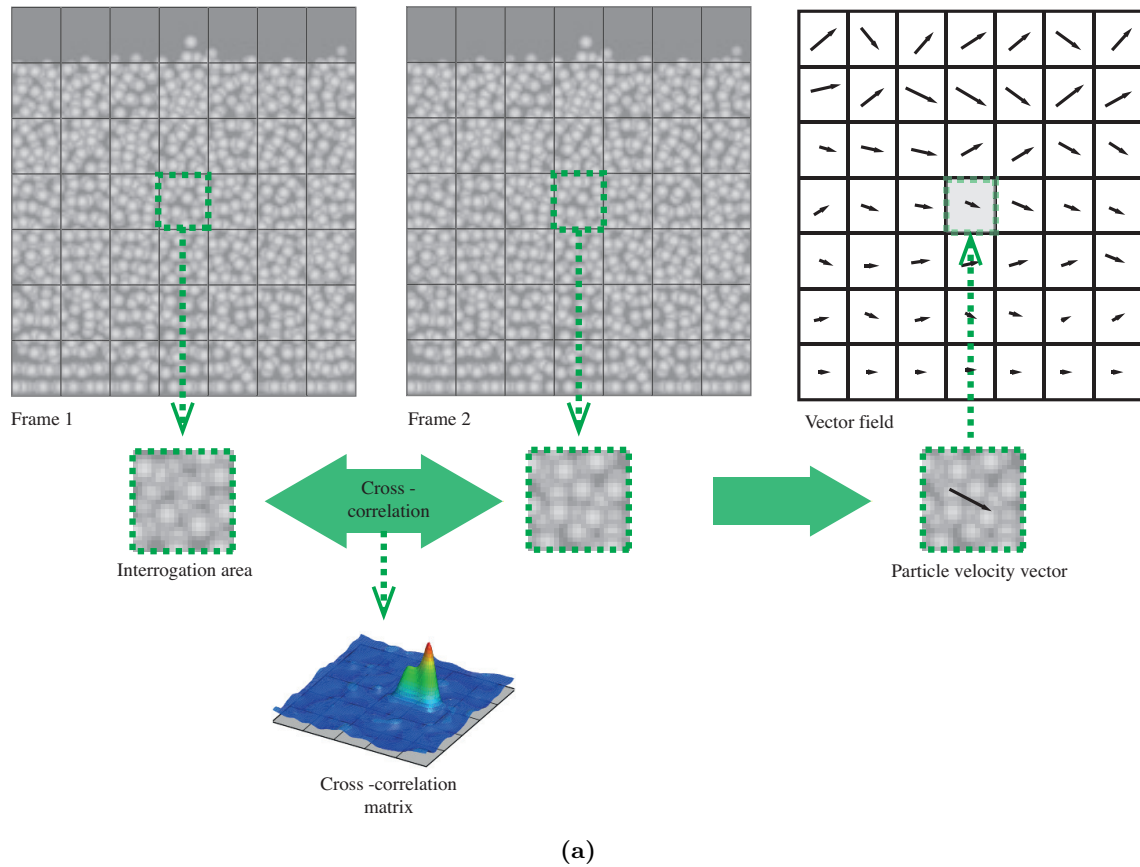 Frame 1
Frame 2
Vector field
Cross -
correlation
Interrogation area
Particle velocity vector
Cross -correlation
matrix
(a)